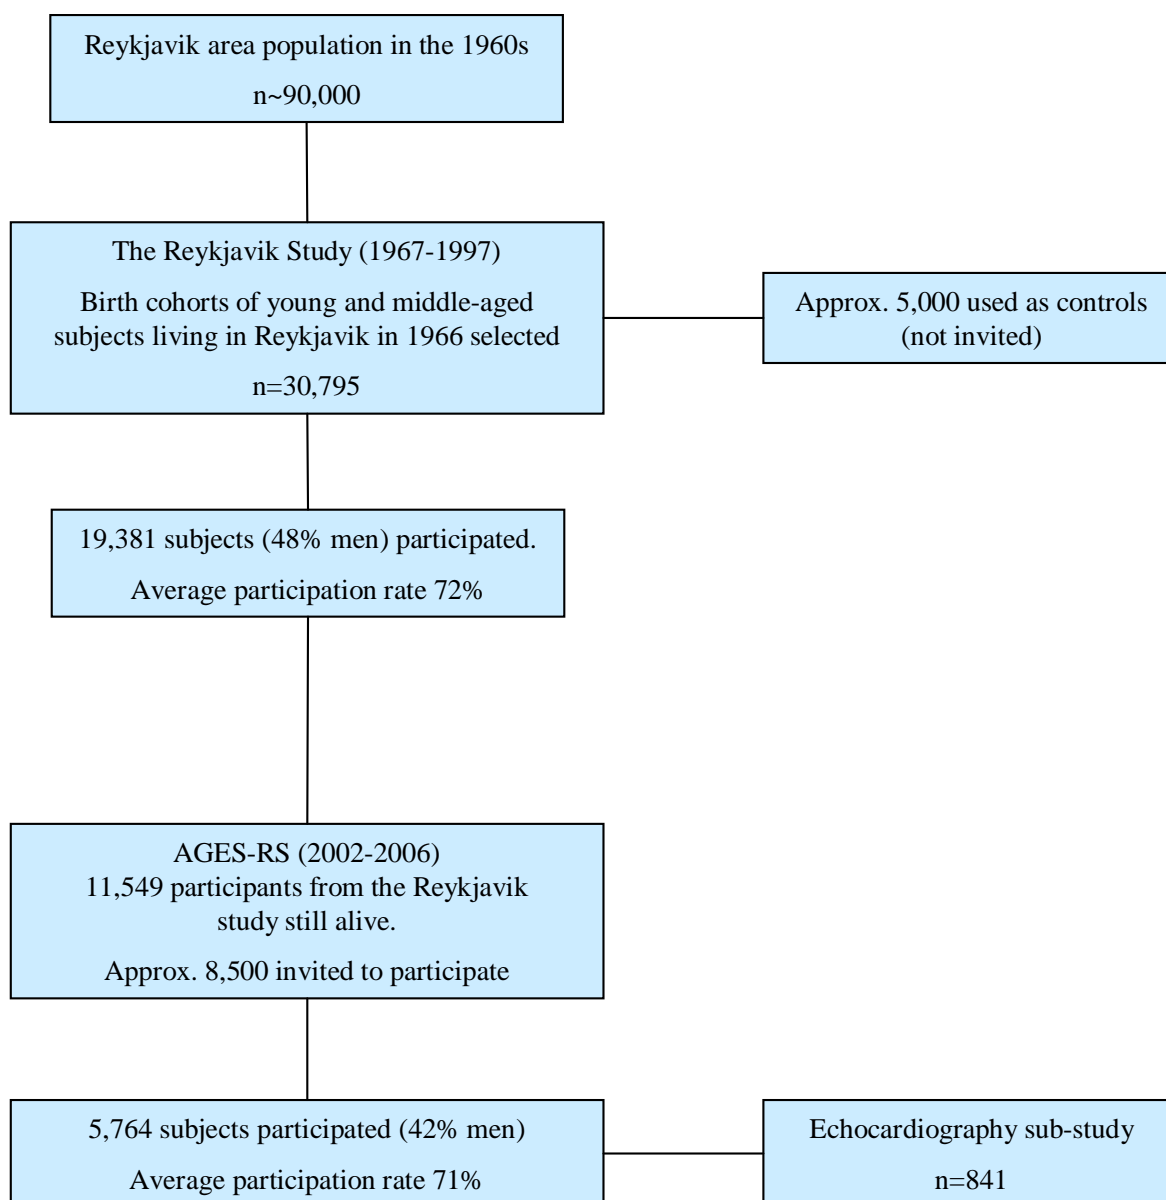 Reykjavik area population in the 1960s
n~90,000
The Reykjavik Study (1967-1997)
Birth cohorts of young and middle-aged
subjects living in Reykjavik in 1966 selected
n=30,795
Approx. 5,000 used as controls
(not invited)
19,381 subjects (48% men) participated.
Average participation rate 72%
AGES-RS (2002-2006)
11,549 participants from the Reykjavik
study still alive.
Approx. 8,500 invited to participate
5,764 subjects participated (42% men)
Average participation rate 71%
Echocardiography sub-study
n=841